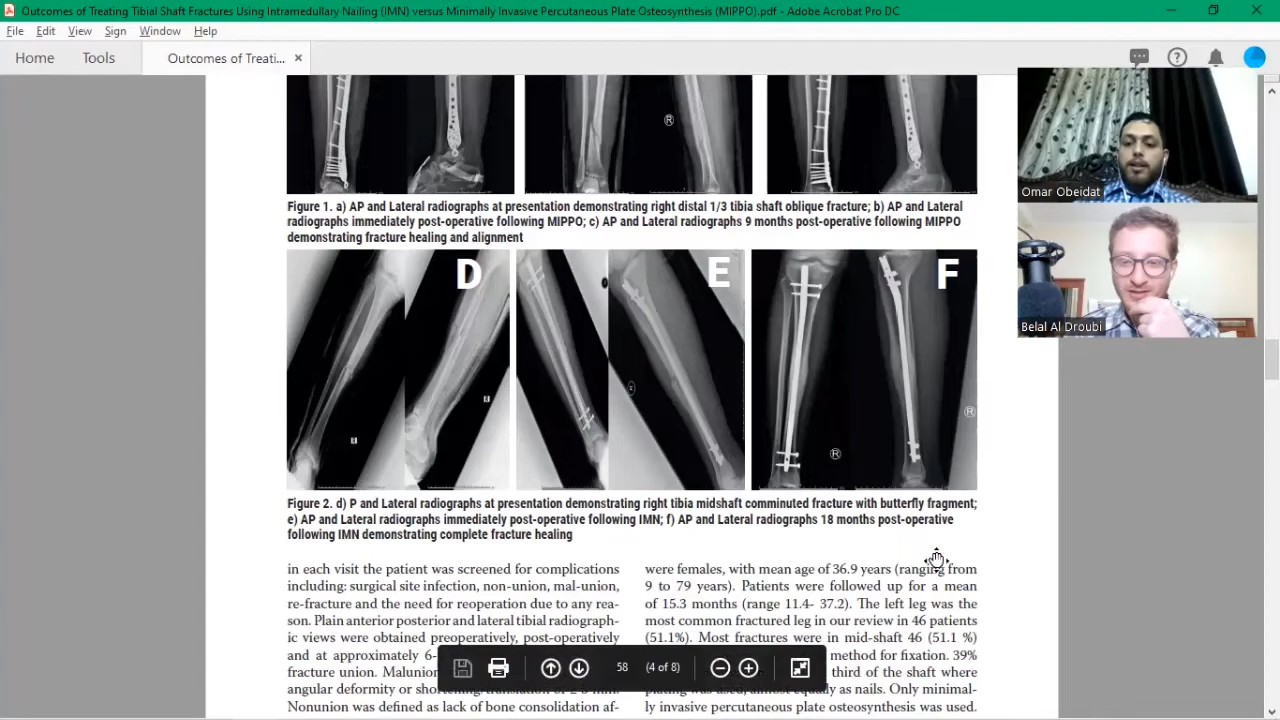 Outcomes of Treating Tibial Shaft Fractures Using Intramedullary Nailing (IMN) versus Minimally Invasive Percutaneous Plate Osteosynthesis (MIPPO).pdf - Adobe Acrobat Pro DC
File Edit View Sign Window Help
Home Tools Outcomes of Treati... ×
R
Omar Obeidat
Belal Al Droubi
Figure 1. a) AP and Lateral radiographs at presentation demonstrating right distal 1/3 tibia shaft oblique fracture; b) AP and Lateral
radiographs immediately post-operative following MIPPO; c) AP and Lateral radiographs 9 months post-operative following MIPPO
demonstrating fracture healing and alignment
D E F
R
R
Figure 2. d) P and Lateral radiographs at presentation demonstrating right tibia midshaft comminuted fracture with butterfly fragment;
e) AP and Lateral radiographs immediately post-operative following IMN; f) AP and Lateral radiographs 18 months post-operative
following IMN demonstrating complete fracture healing
in each visit the patient was screened for complications
including: surgical site infection, non-union, mal-union,
re-fracture and the need for reoperation due to any rea-
son. Plain anterior posterior and lateral tibial radiograph-
ic views were obtained preoperatively, post-operatively
and at approximately 6-
fracture union. Malunion
angular deformity or
Nonunion was defined as lack of bone consolidation af-
were females, with mean age of 36.9 years (ranging from
9 to 79 years). Patients were followed up for a mean
of 15.3 months (range 11.4- 37.2). The left leg was the
most common fractured leg in our review in 46 patients
(51.1%). Most fractures were in mid-shaft 46 (51.1 %)
method for fixation. 39%
third of the shaft where
plating was used, almost equally as nails. Only minimal-
ly invasive percutaneous plate osteosynthesis was used.
58 (4 of 8)